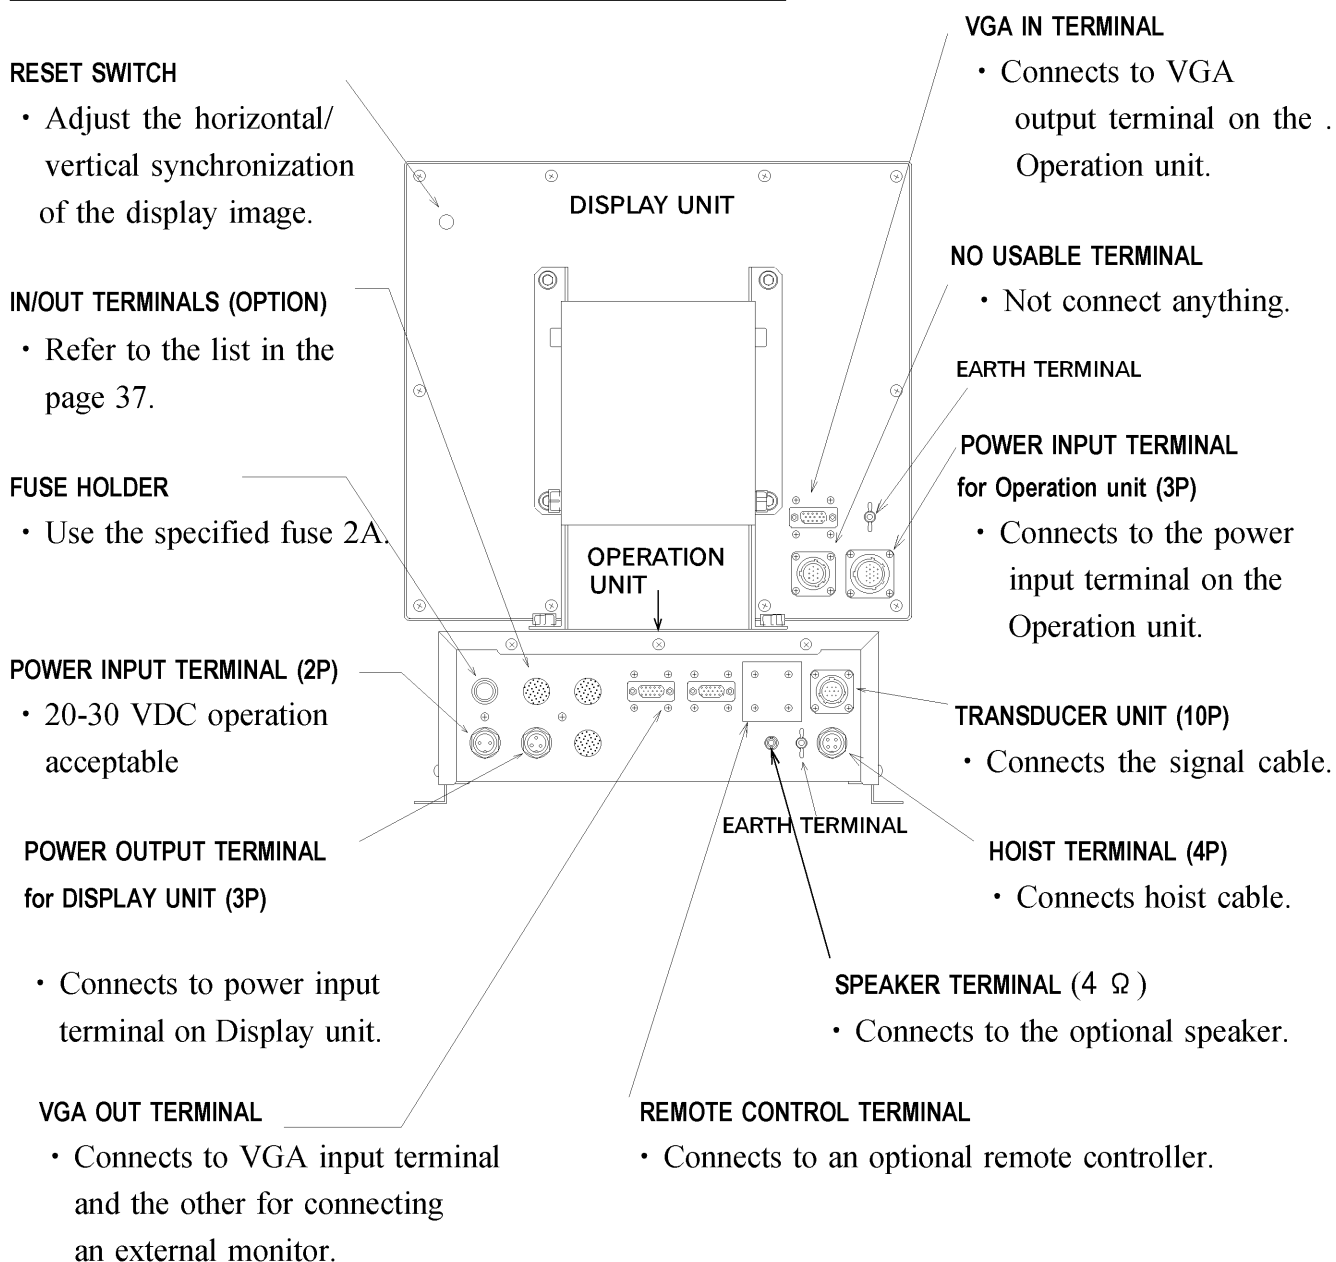 RESET SWITCH
・Adjust the horizontal/
vertical synchronization
of the display image.
IN/OUT TERMINALS (OPTION)
・Refer to the list in the
page 37.
FUSE HOLDER
・Use the specified fuse 2A.
POWER INPUT TERMINAL (2P)
・20-30 VDC operation
acceptable
POWER OUTPUT TERMINAL
for DISPLAY UNIT (3P)
・Connects to power input
terminal on Display unit.
VGA OUT TERMINAL
・Connects to VGA input terminal
and the other for connecting
an external monitor.
DISPLAY UNIT
OPERATION
UNIT
VGA IN TERMINAL
・Connects to VGA
output terminal on the .
Operation unit.
NO USABLE TERMINAL
・Not connect anything.
EARTH TERMINAL
POWER INPUT TERMINAL
for Operation unit (3P)
・Connects to the power
input terminal on the
Operation unit.
TRANSDUCER UNIT (10P)
・Connects the signal cable.
EARTH TERMINAL
HOIST TERMINAL (4P)
・Connects hoist cable.
SPEAKER TERMINAL (4 Ω)
・Connects to the optional speaker.
REMOTE CONTROL TERMINAL
・Connects to an optional remote controller.